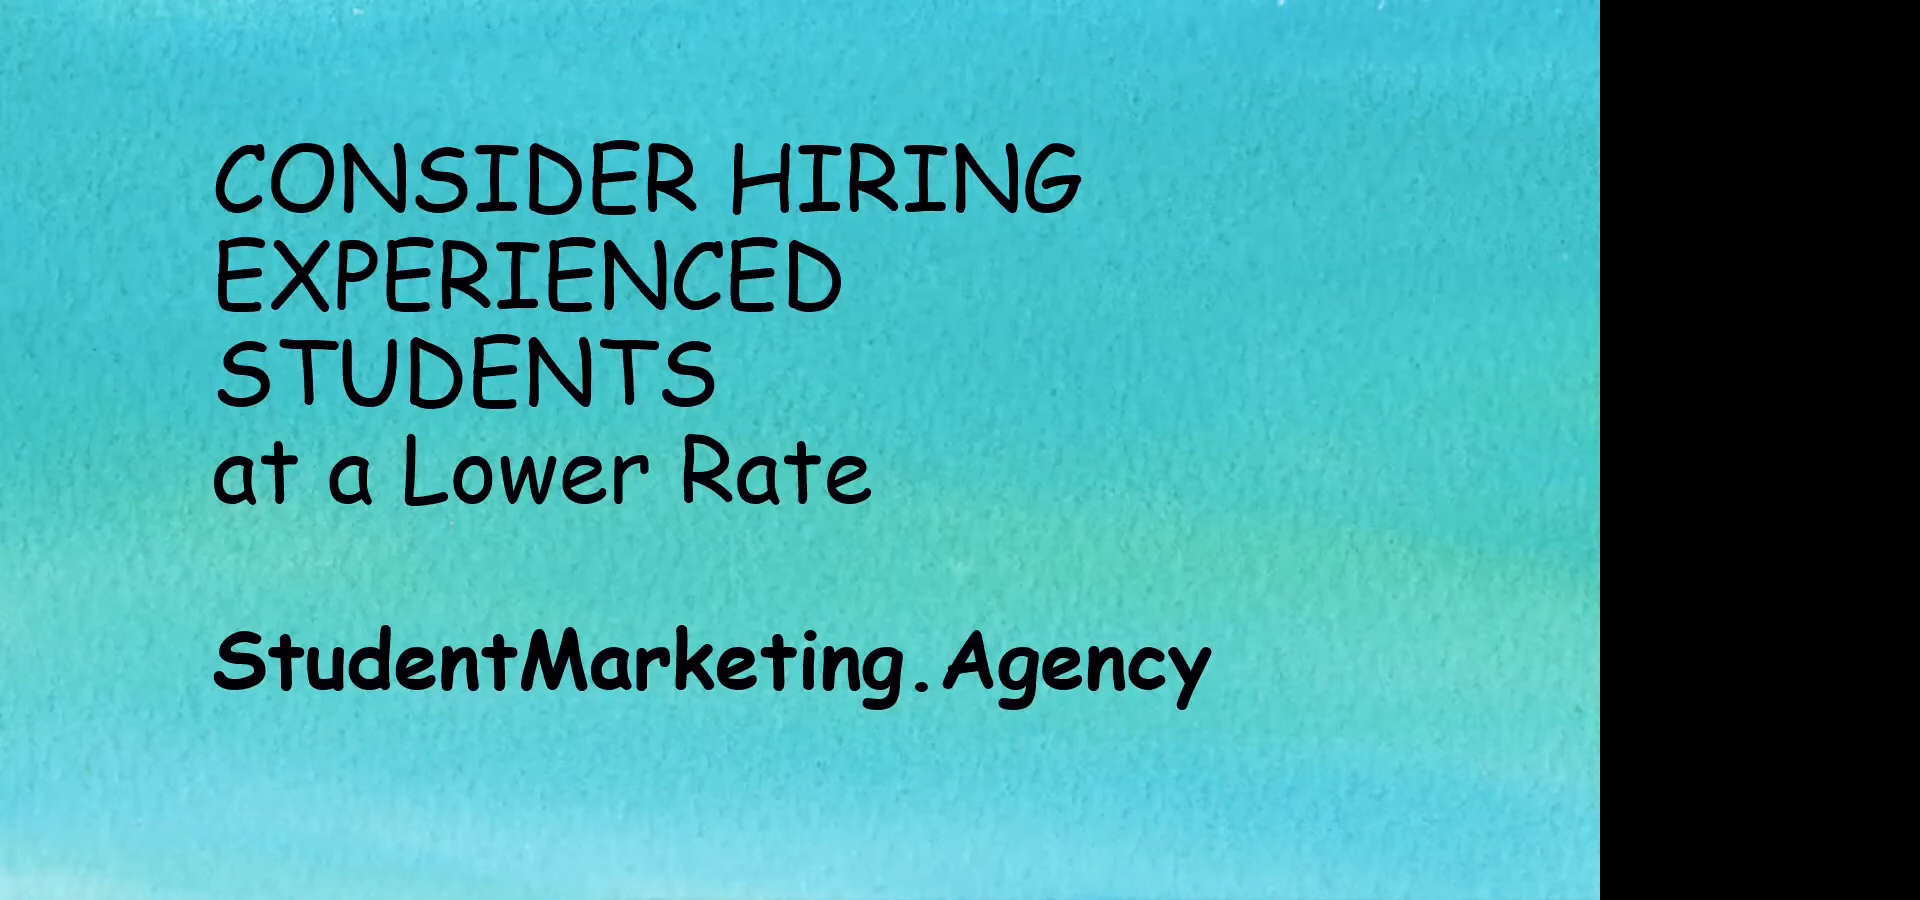 CONSIDER HIRING
EXPERIENCED
STUDENTS
at a Lower Rate
StudentMarketing.Agency